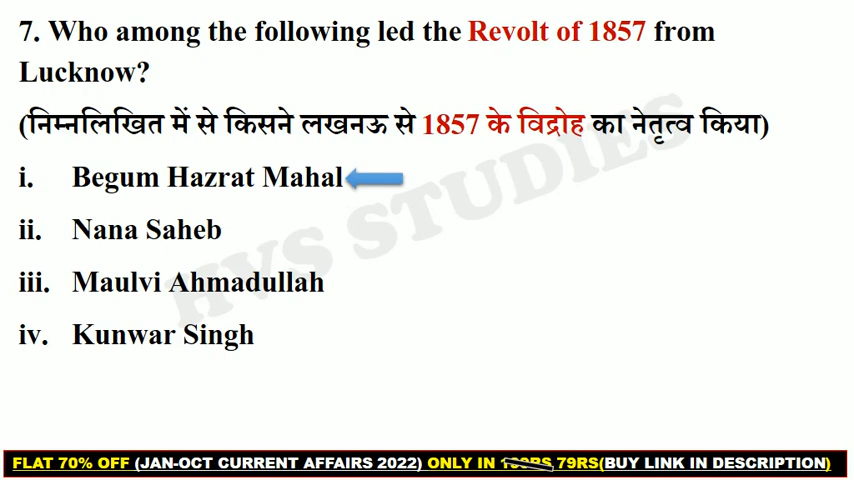 7. Who among the following led the Revolt of 1857 from
Lucknow?
(निम्नलिखित में से किसने लखनऊ से 1857 के विद्रोह का नेतृत्व किया)
i. Begum Hazrat Mahal
ii. Nana Saheb
iii. Maulvi Ahmadullah
iv. Kunwar Singh
HVS STUDIES
FLAT 70% OFF (JAN-OCT CURRENT AFFAIRS 2022) ONLY IN 199RS 79RS(BUY LINK IN DESCRIPTION)